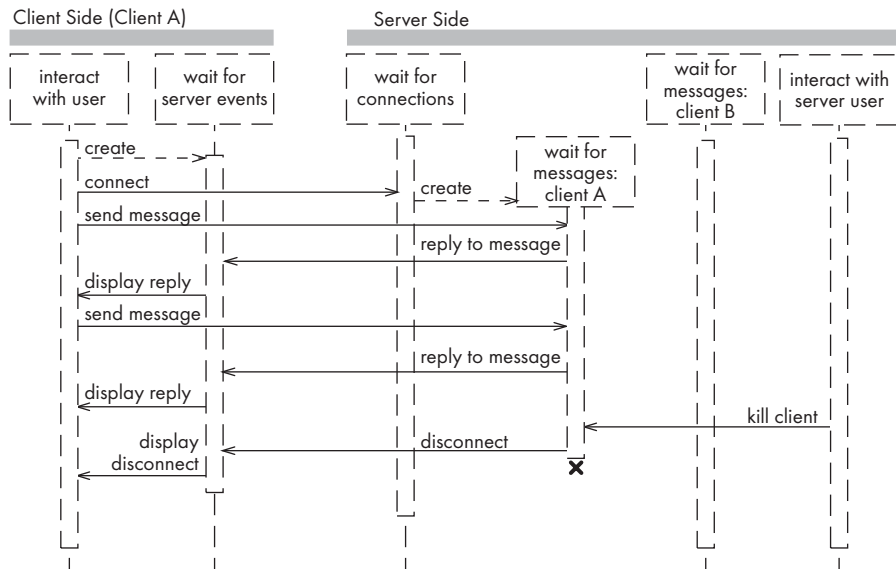 Client Side (Client A)
Server Side
interact
with user
wait for
server events
wait for
connections
wait for
messages:
client B
interact with
server user
create
wait for
messages:
client A
connect
create
send message
reply to message
display reply
send message
reply to message
display reply
kill client
display
disconnect
disconnect